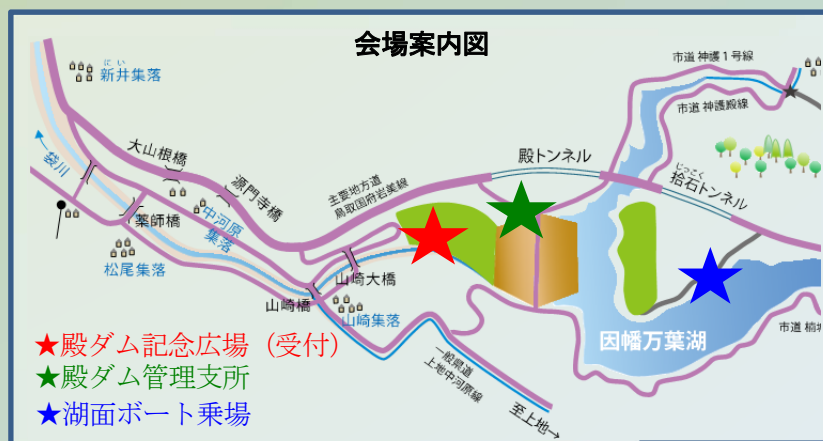 会場案内図
にい
新井集落
市道 神護1号線
市道 神護殿線
大山根橋
殿トンネル
源門寺橋
主要地方道
鳥取国府岩美線
じっこく
拾石トンネル
袋川
薬師橋
中河原
集落
松尾集落
山崎大橋
山崎橋
山崎集落
因幡万葉湖
一般県道
上地中河原線
至上地→
★殿ダム記念広場（受付）
★殿ダム管理支所
★湖面ボート乗場